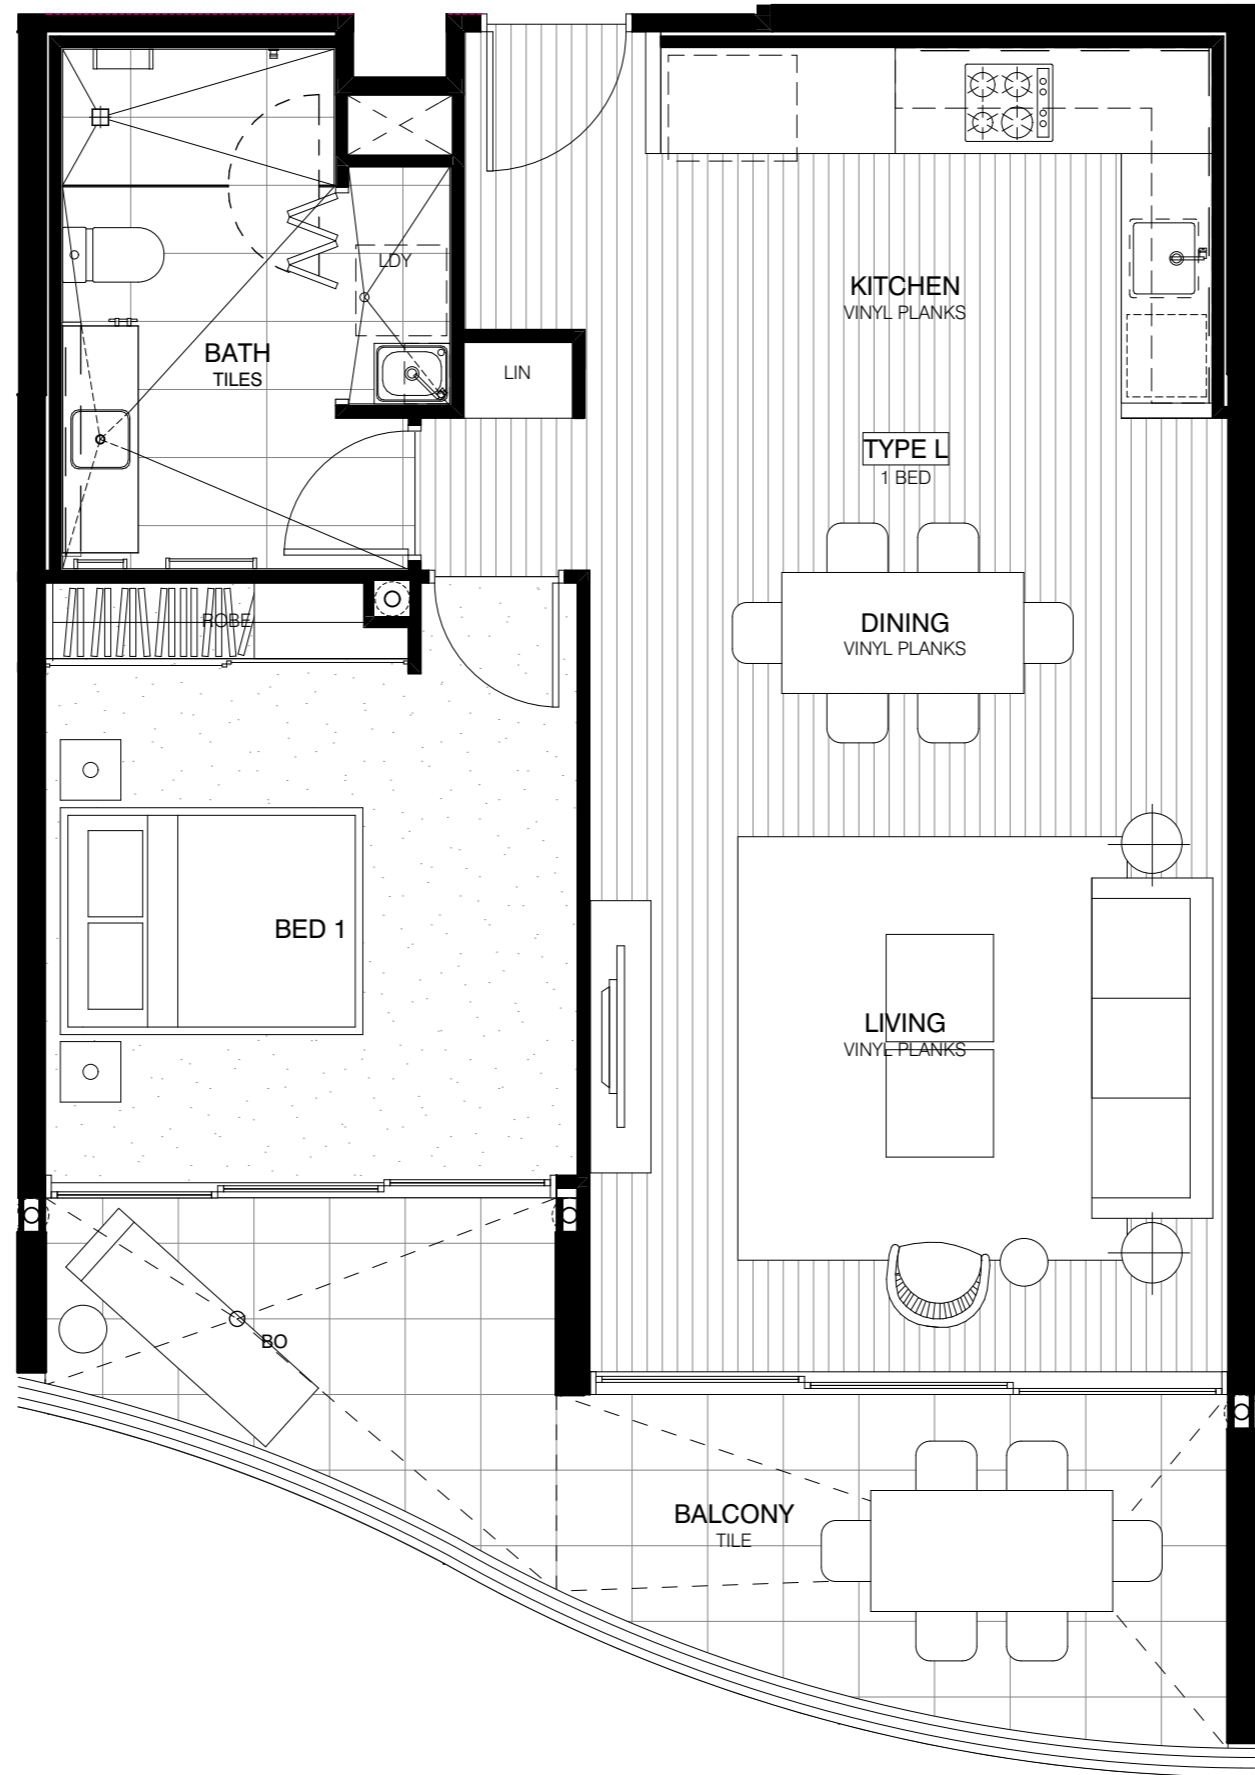 LDY
KITCHEN
VINYL PLANKS
BATH
TILES
LIN
TYPE L
1 BED
ROBE
DINING
VINYL PLANKS
BED 1
LIVING
VINYL PLANKS
BO
BALCONY
TILE